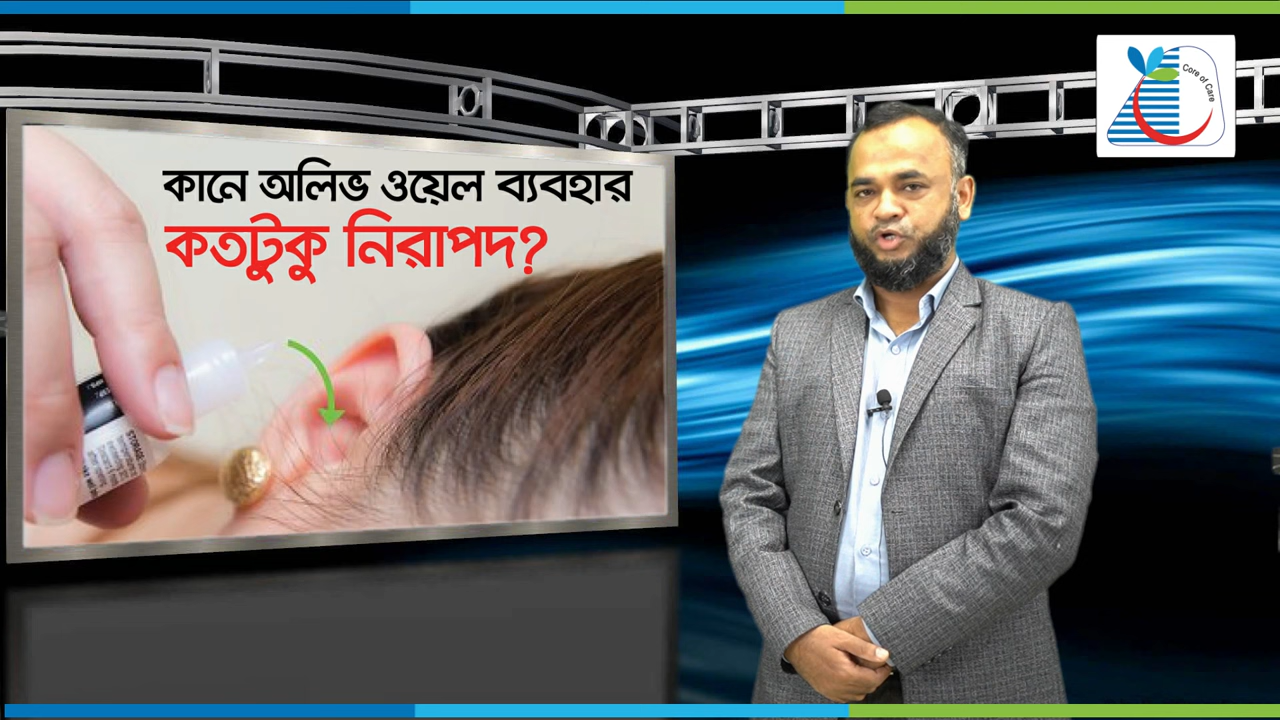 কানে অলিভ ওয়েল ব্যবহার
কতটুকু নিরাপদ?
Core of Care